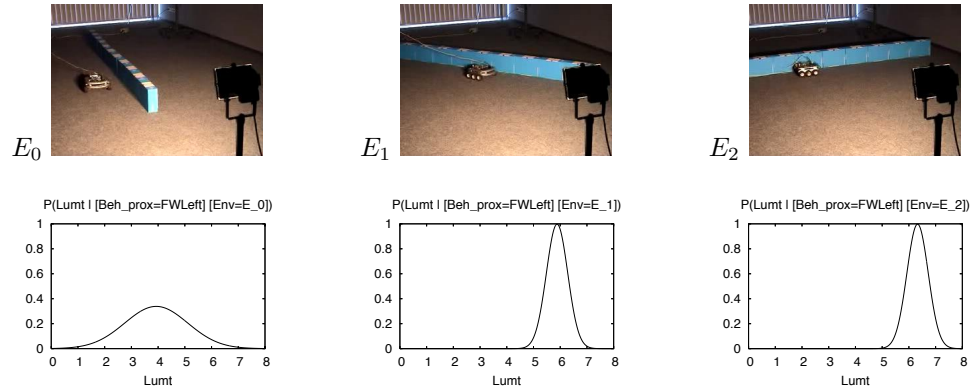 E₀ E₁ E₂
P(Lumt | [Beh_prox=FWLeft] [Env=E_0]) P(Lumt | [Beh_prox=FWLeft] [Env=E_1]) P(Lumt | [Beh_prox=FWLeft] [Env=E_2])
1 1 1
0.8 0.8 0.8
0.6 0.6 0.6
0.4 0.4 0.4
0.2 0.2 0.2
0 0 0
0 1 2 3 4 5 6 7 8 0 1 2 3 4 5 6 7 8 0 1 2 3 4 5 6 7 8
Lumt Lumt Lumt